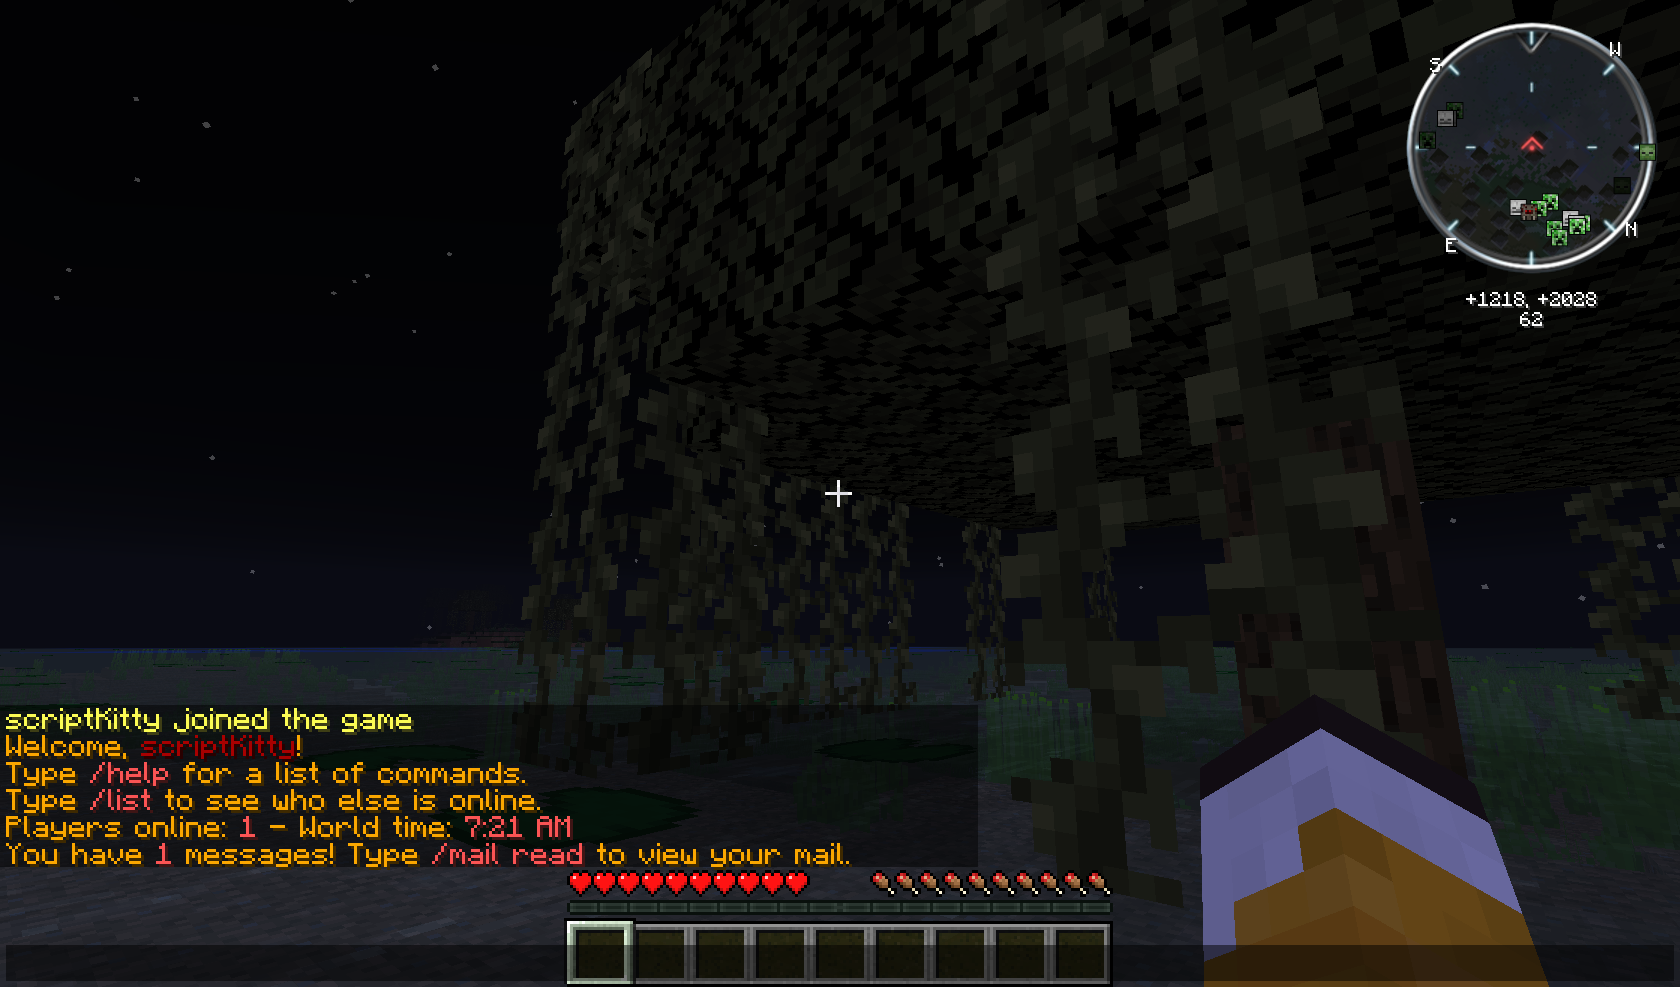 S
W
E
N
+1218, +2028
62
scriptKitty joined the game
Welcome, scriptKitty!
Type /help for a list of commands.
Type /list to see who else is online.
Players online: 1 - World time: 7:21 AM
You have 1 messages! Type /mail read to view your mail.